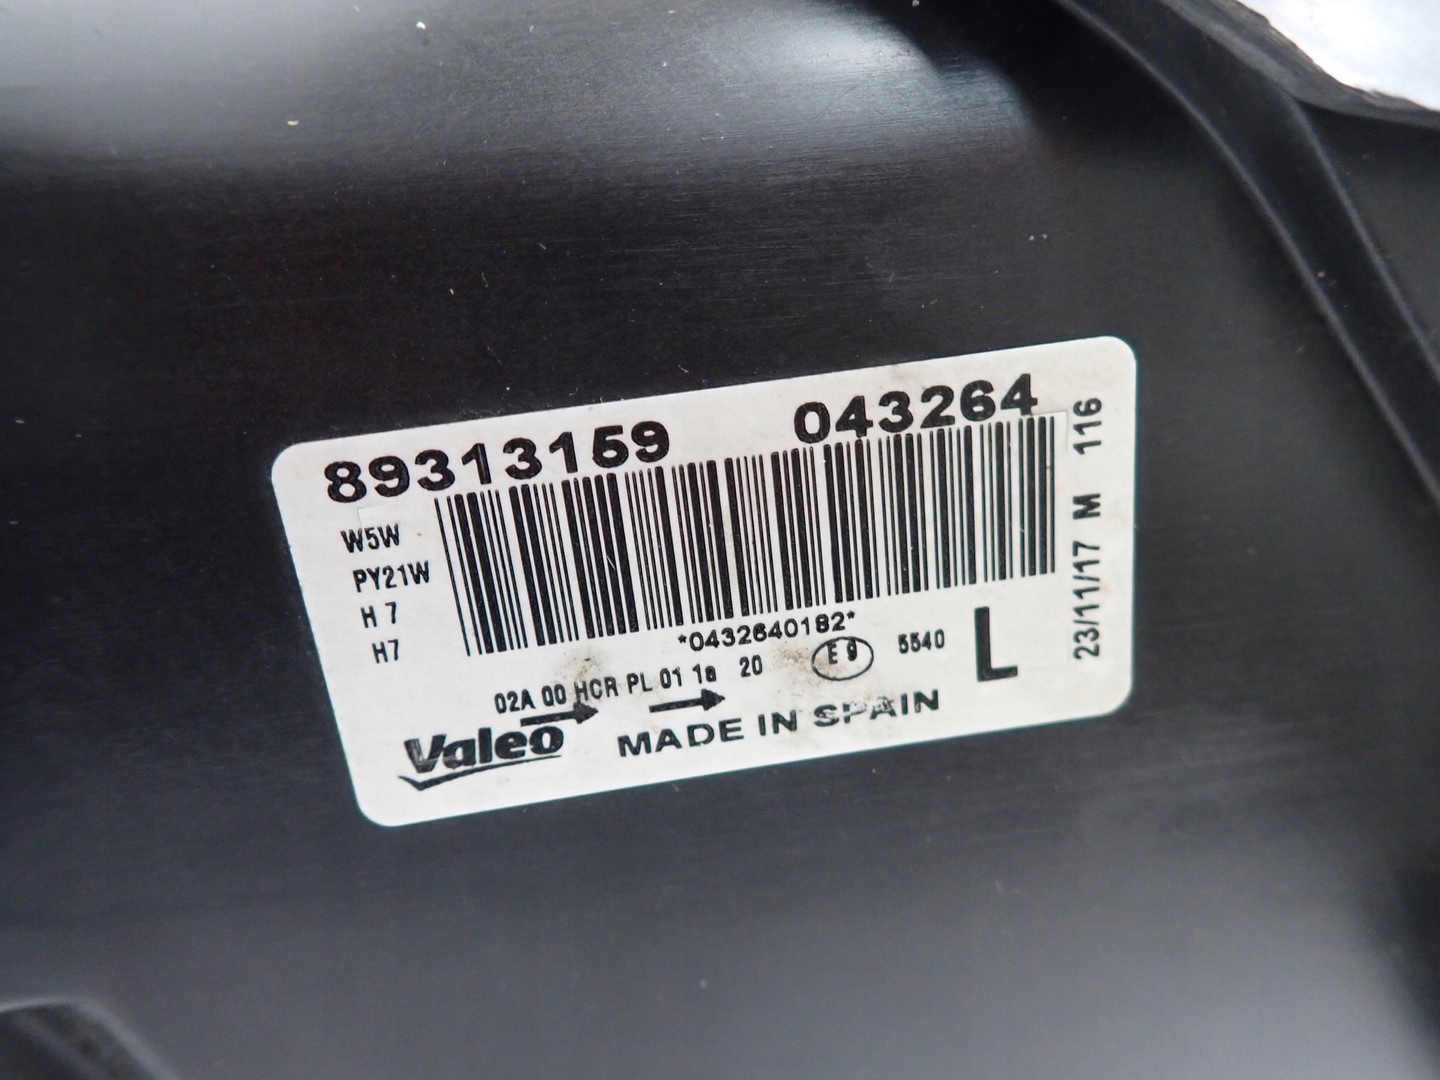 89313159 043264
W5W
PY21W
H 7
H7
*0432640182*
02A 00 HCR PL 01 1a 20 E9 5540 L
Valeo MADE IN SPAIN
23/11/17 M 116